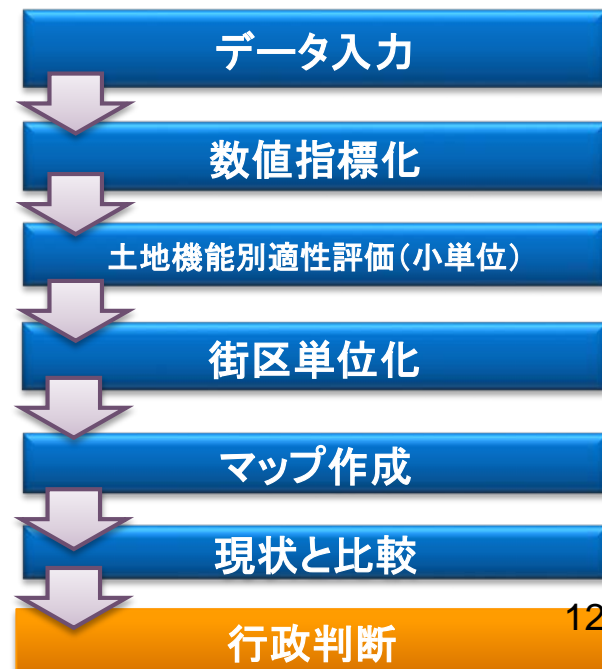 データ入力
数値指標化
土地機能別適性評価（小単位）
街区単位化
マップ作成
現状と比較
行政判断
12